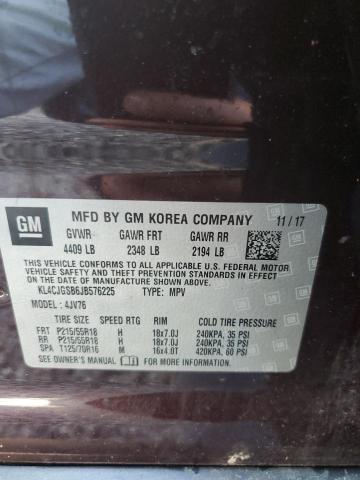 GM
MFD BY GM KOREA COMPANY 11/17
GVWR GAWR FRT GAWR RR
4409 LB 2348 LB 2194 LB
THIS VEHICLE CONFORMS TO ALL APPLICABLE U.S. FEDERAL MOTOR
VEHICLE SAFETY AND THEFT PREVENTION STANDARDS IN EFFECT ON
THE DATE OF MANUFACTURE SHOWN ABOVE.
KL4CJGSB6JB576225 TYPE: MPV
MODEL: 4JV76
TIRE SIZE SPEED RTG RIM COLD TIRE PRESSURE
FRT P215/55R18 H 18x7.0J 240KPA, 35 PSI
RR P215/55R18 H 18x7.0J 240KPA, 35 PSI
SPA T125/70R16 M 16x4.0T 420KPA, 60 PSI
SEE OWNER'S MANUAL FOR MORE INFORMATION.